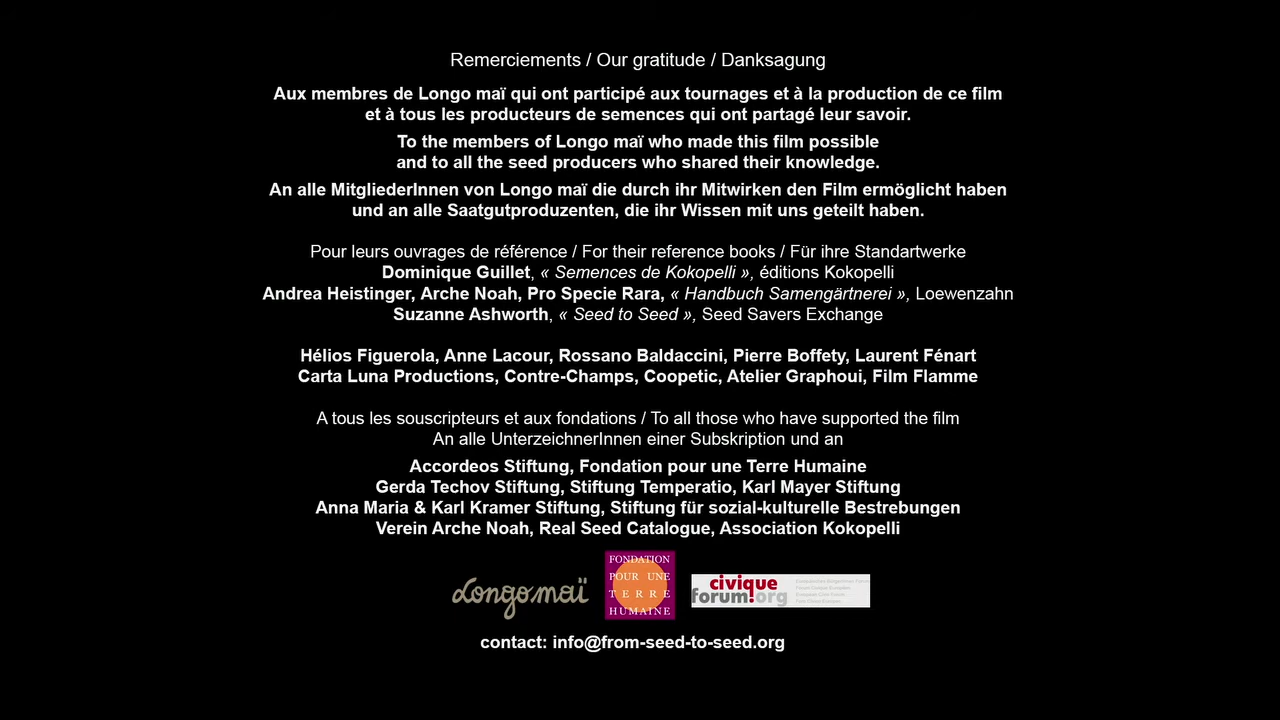 Remerciements / Our gratitude / Danksagung
Aux membres de Longo maï qui ont participé aux tournages et à la production de ce film
et à tous les producteurs de semences qui ont partagé leur savoir.
To the members of Longo maï who made this film possible
and to all the seed producers who shared their knowledge.
An alle MitgliederInnen von Longo maï die durch ihr Mitwirken den Film ermöglicht haben
und an alle Saatgutproduzenten, die ihr Wissen mit uns geteilt haben.
Pour leurs ouvrages de référence / For their reference books / Für ihre Standartwerke
Dominique Guillet, « Semences de Kokopelli », éditions Kokopelli
Andrea Heistinger, Arche Noah, Pro Specie Rara, « Handbuch Samengärtnerei », Loewenzahn
Suzanne Ashworth, « Seed to Seed », Seed Savers Exchange
Hélios Figuerola, Anne Lacour, Rossano Baldaccini, Pierre Boffety, Laurent Fénart
Carta Luna Productions, Contre-Champs, Coopetic, Atelier Graphoui, Film Flamme
A tous les souscripteurs et aux fondations / To all those who have supported the film
An alle UnterzeichnerInnen einer Subskription und an
Accordeos Stiftung, Fondation pour une Terre Humaine
Gerda Techov Stiftung, Stiftung Temperatio, Karl Mayer Stiftung
Anna Maria & Karl Kramer Stiftung, Stiftung für sozial-kulturelle Bestrebungen
Verein Arche Noah, Real Seed Catalogue, Association Kokopelli
Longo maï
FONDATION
POUR UNE
TERRE
HUMAINE
civique
forum.org
contact: info@from-seed-to-seed.org